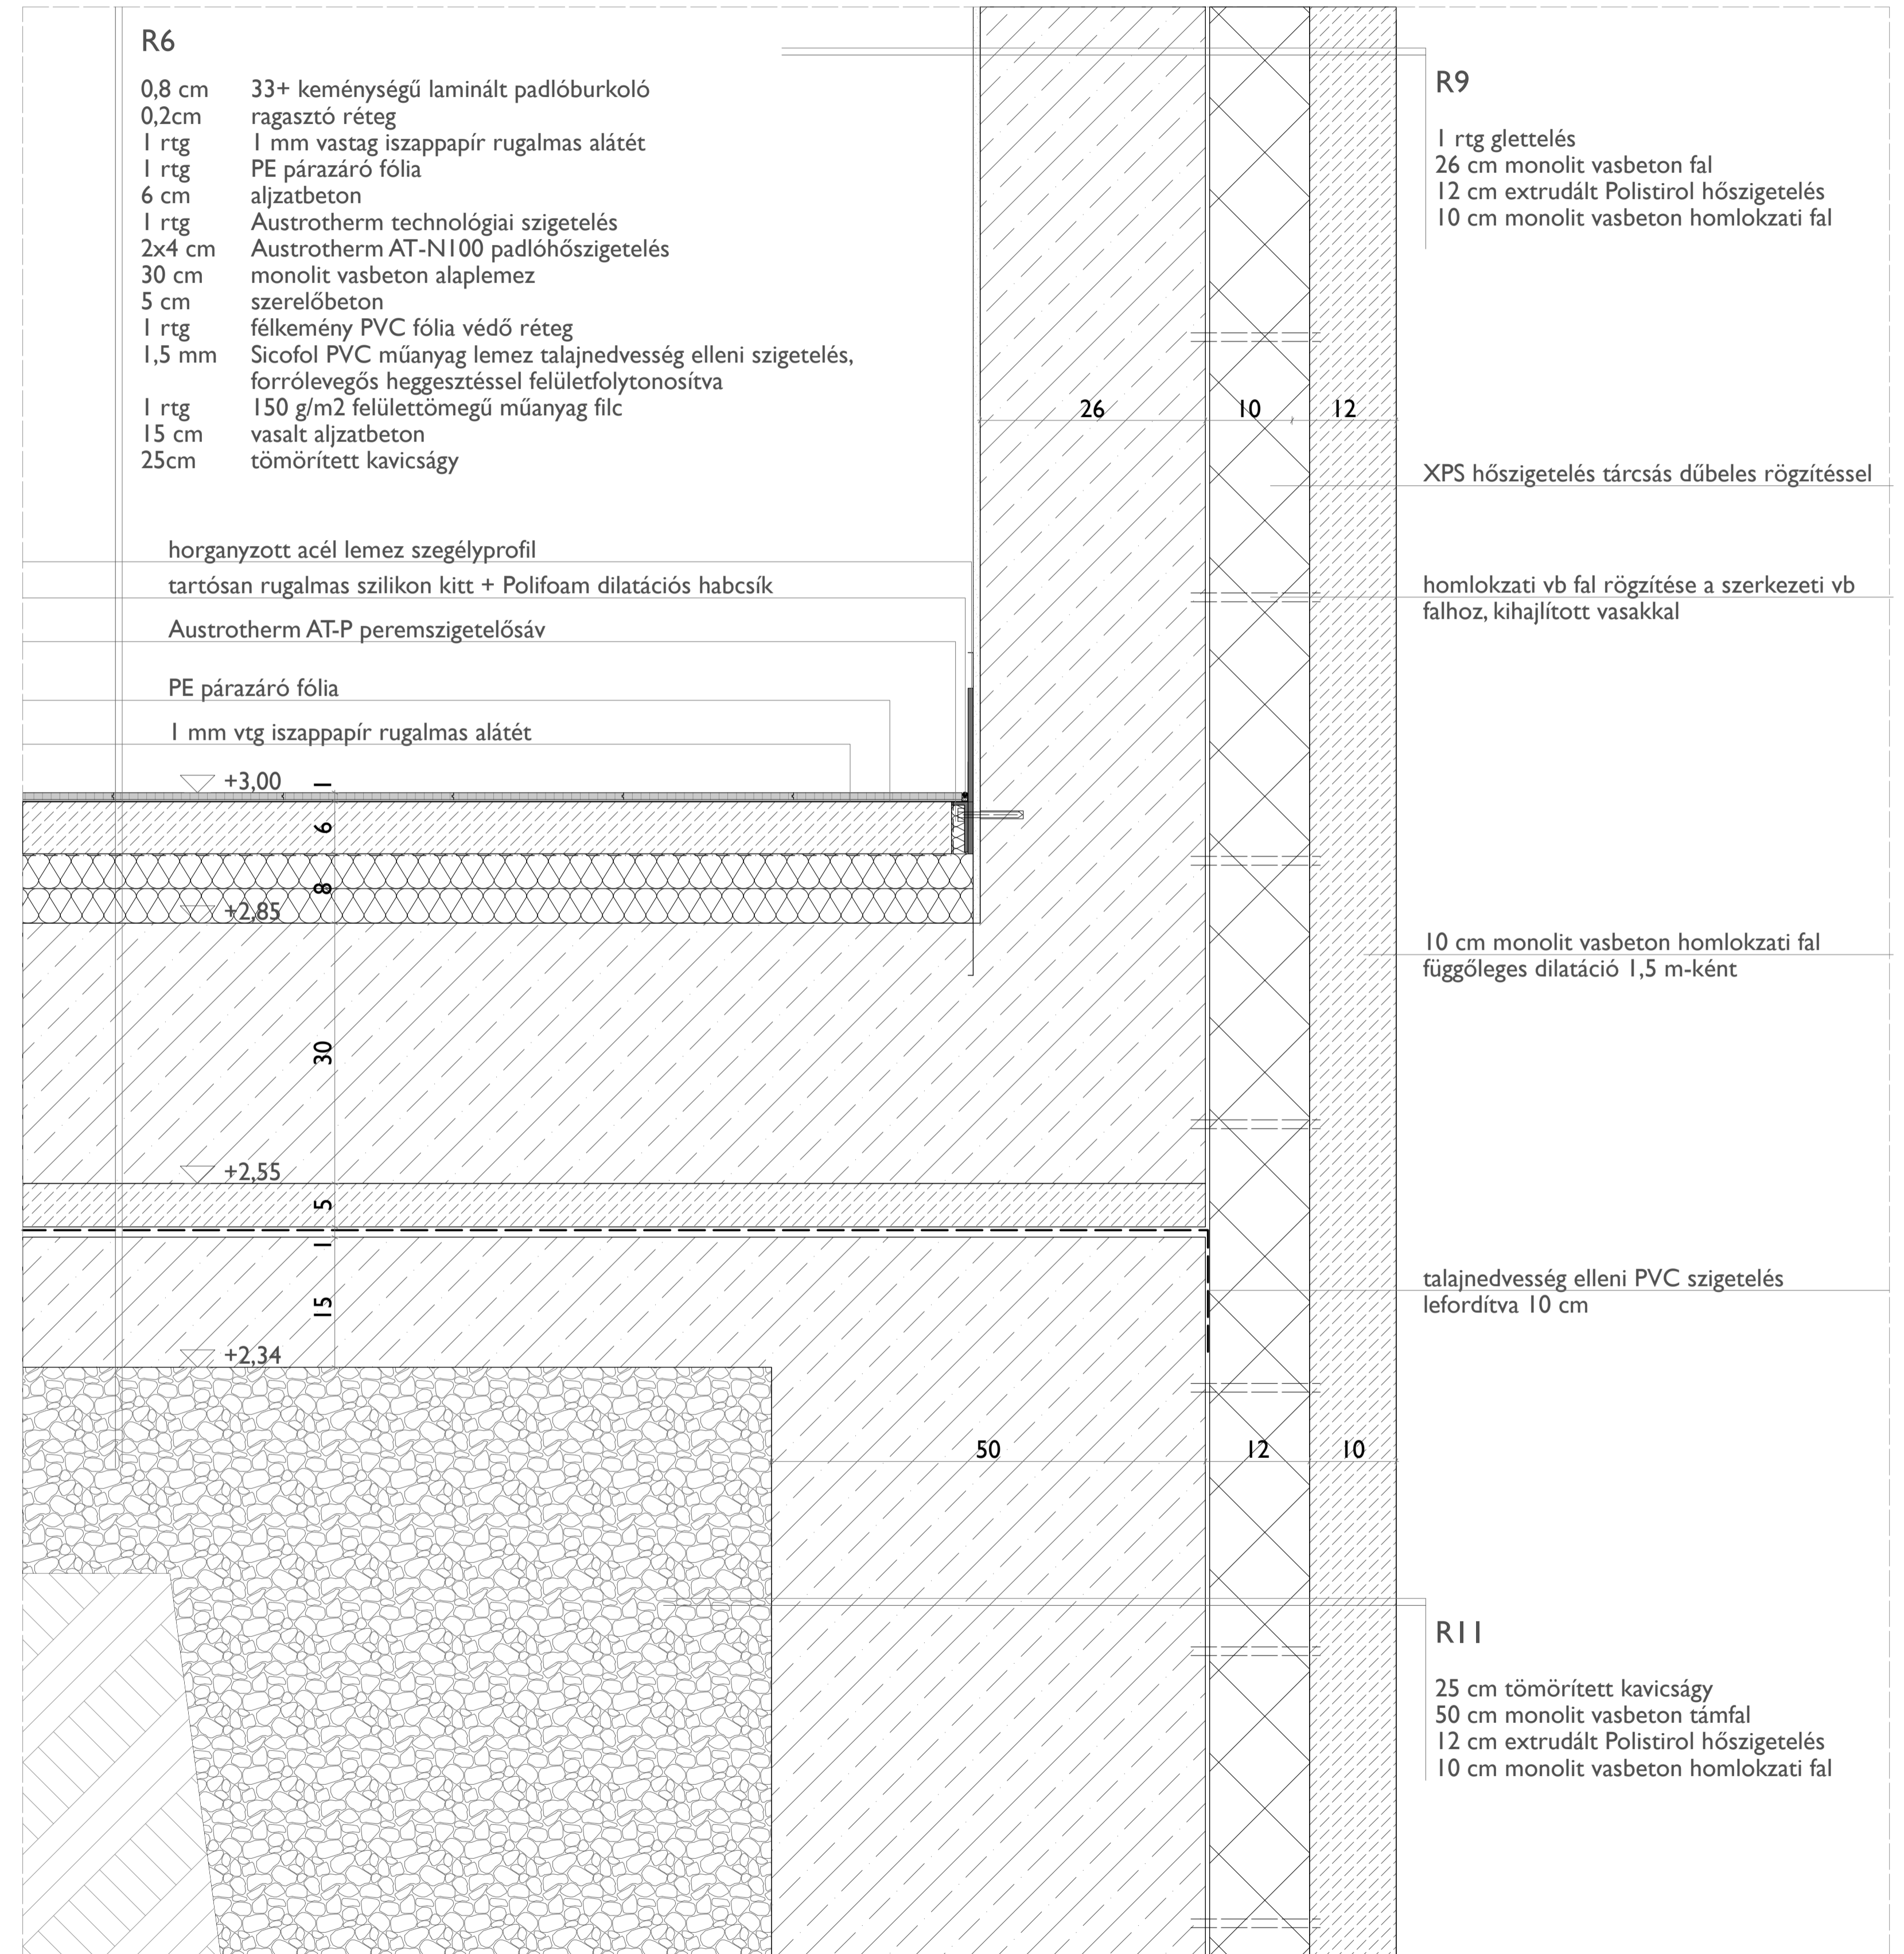 R6
0,8 cm 33+ keménységű laminált padlóburkoló
0,2cm ragasztó réteg
1 rtg 1 mm vastag iszappapír rugalmas alátét
1 rtg PE párazáró fólia
6 cm aljzatbeton
1 rtg Austrotherm technológiai szigetelés
2x4 cm Austrotherm AT-N100 padlóhőszigetelés
30 cm monolit vasbeton alaplemez
5 cm szerelőbeton
1 rtg félkemény PVC fólia védő réteg
1,5 mm Sicofol PVC műanyag lemez talajnedvesség elleni szigetelés,
forrólevegős heggesztéssel felületfolytonosítva
1 rtg 150 g/m2 felülettömegű műanyag filc
15 cm vasalt aljzatbeton
25cm tömörített kavicságy
R9
1 rtg glettelés
26 cm monolit vasbeton fal
12 cm extrudált Polistirol hőszigetelés
10 cm monolit vasbeton homlokzati fal
26 10 12
XPS hőszigetelés tárcsás dűbeles rögzítéssel
horganyzott acél lemez szegélyprofil
tartósan rugalmas szilikon kitt + Polifoam dilatációs habcsík
Austrotherm AT-P peremszigetelősáv
PE párazáró fólia
1 mm vtg iszappapír rugalmas alátét
homlokzati vb fal rögzítése a szerkezeti vb
falhoz, kihajlított vasakkal
+3,00
1
6
8
+2,85
30
+2,55
5
1
15
+2,34
10 cm monolit vasbeton homlokzati fal
függőleges dilatáció 1,5 m-ként
talajnedvesség elleni PVC szigetelés
lefordítva 10 cm
50 12 10
R11
25 cm tömörített kavicságy
50 cm monolit vasbeton támfal
12 cm extrudált Polistirol hőszigetelés
10 cm monolit vasbeton homlokzati fal